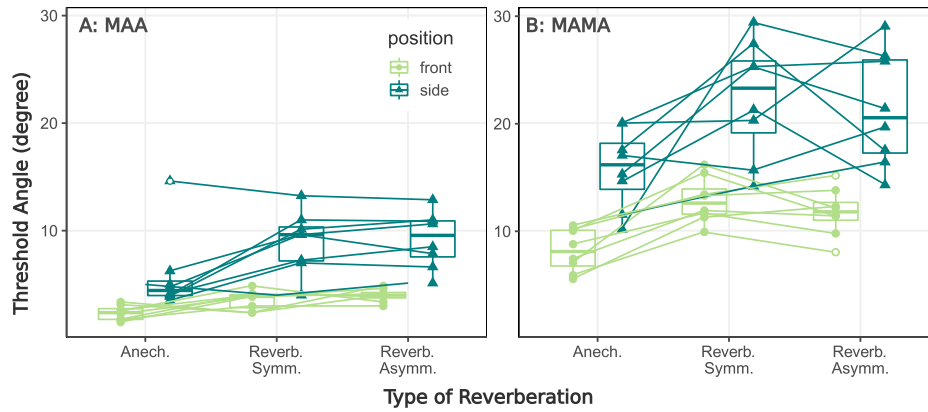 A: MAA
B: MAMA
position
front
side
Threshold Angle (degree)
30
20
10
30
20
10
Anech.
Reverb.
Symm.
Reverb.
Asymm.
Anech.
Reverb.
Symm.
Reverb.
Asymm.
Type of Reverberation